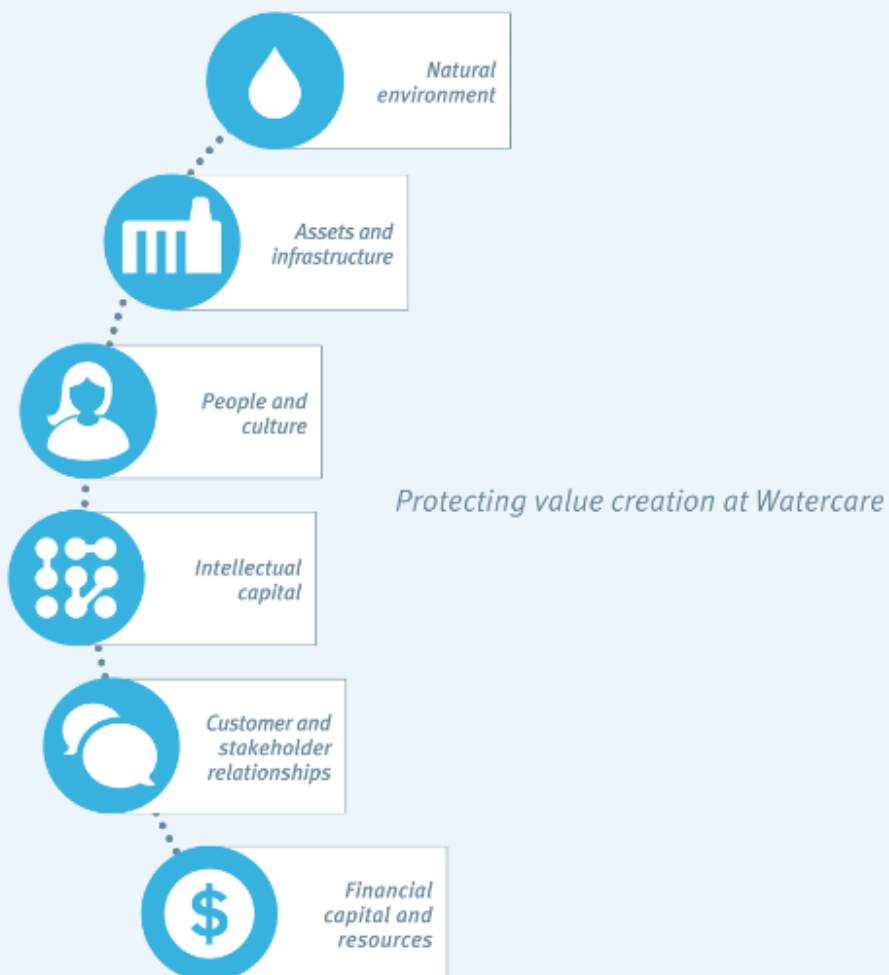 Natural
environment
Assets and
infrastructure
People and
culture
Protecting value creation at Watercare
Intellectual
capital
Customer and
stakeholder
relationships
$
Financial
capital and
resources